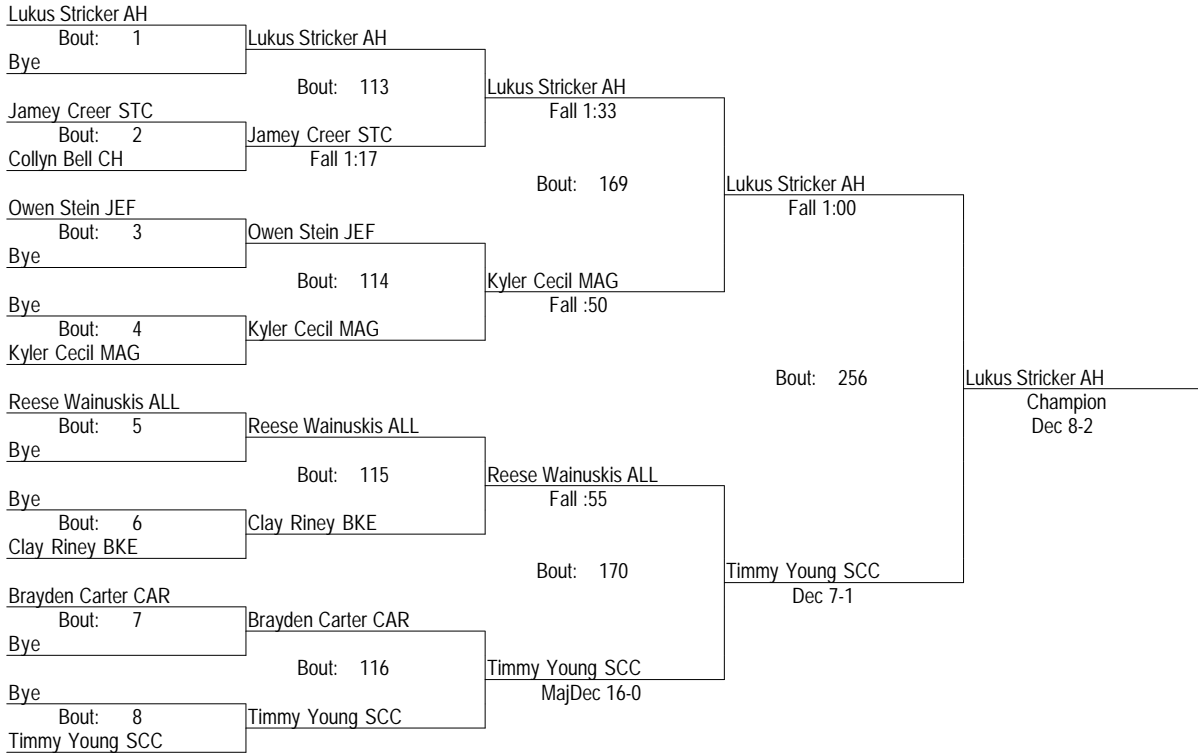 Lukus Stricker AH
Bout: 1
Bye
Lukus Stricker AH
Bout: 113
Jamey Creer STC
Bout: 2
Collyn Bell CH
Jamey Creer STC
Fall 1:17
Lukus Stricker AH
Fall 1:33
Bout: 169
Owen Stein JEF
Bout: 3
Bye
Owen Stein JEF
Bout: 114
Bye
Bout: 4
Kyler Cecil MAG
Kyler Cecil MAG
Kyler Cecil MAG
Fall :50
Lukus Stricker AH
Fall 1:00
Bout: 256
Reese Wainuskis ALL
Bout: 5
Bye
Reese Wainuskis ALL
Bout: 115
Bye
Bout: 6
Clay Riney BKE
Clay Riney BKE
Reese Wainuskis ALL
Fall :55
Bout: 170
Brayden Carter CAR
Bout: 7
Bye
Brayden Carter CAR
Bout: 116
Bye
Bout: 8
Timmy Young SCC
Timmy Young SCC
Timmy Young SCC
MajDec 16-0
Timmy Young SCC
Dec 7-1
Lukus Stricker AH
Champion
Dec 8-2